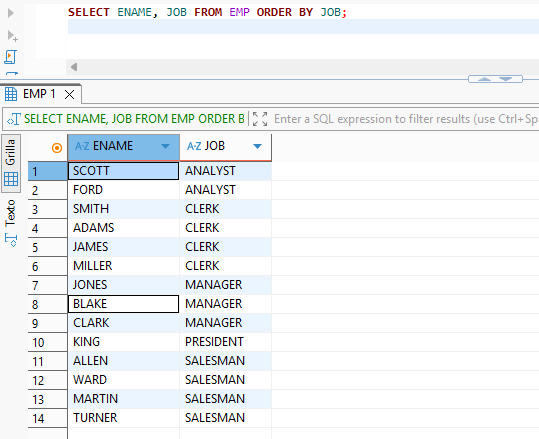 SELECT ENAME, JOB FROM EMP ORDER BY JOB;
EMP 1
SELECT ENAME, JOB FROM EMP ORDER B Enter a SQL expression to filter results (use Ctrl+Sp
Grilla
Texto
A-Z ENAME A-Z JOB
1 SCOTT ANALYST
2 FORD ANALYST
3 SMITH CLERK
4 ADAMS CLERK
5 JAMES CLERK
6 MILLER CLERK
7 JONES MANAGER
8 BLAKE MANAGER
9 CLARK MANAGER
10 KING PRESIDENT
11 ALLEN SALESMAN
12 WARD SALESMAN
13 MARTIN SALESMAN
14 TURNER SALESMAN